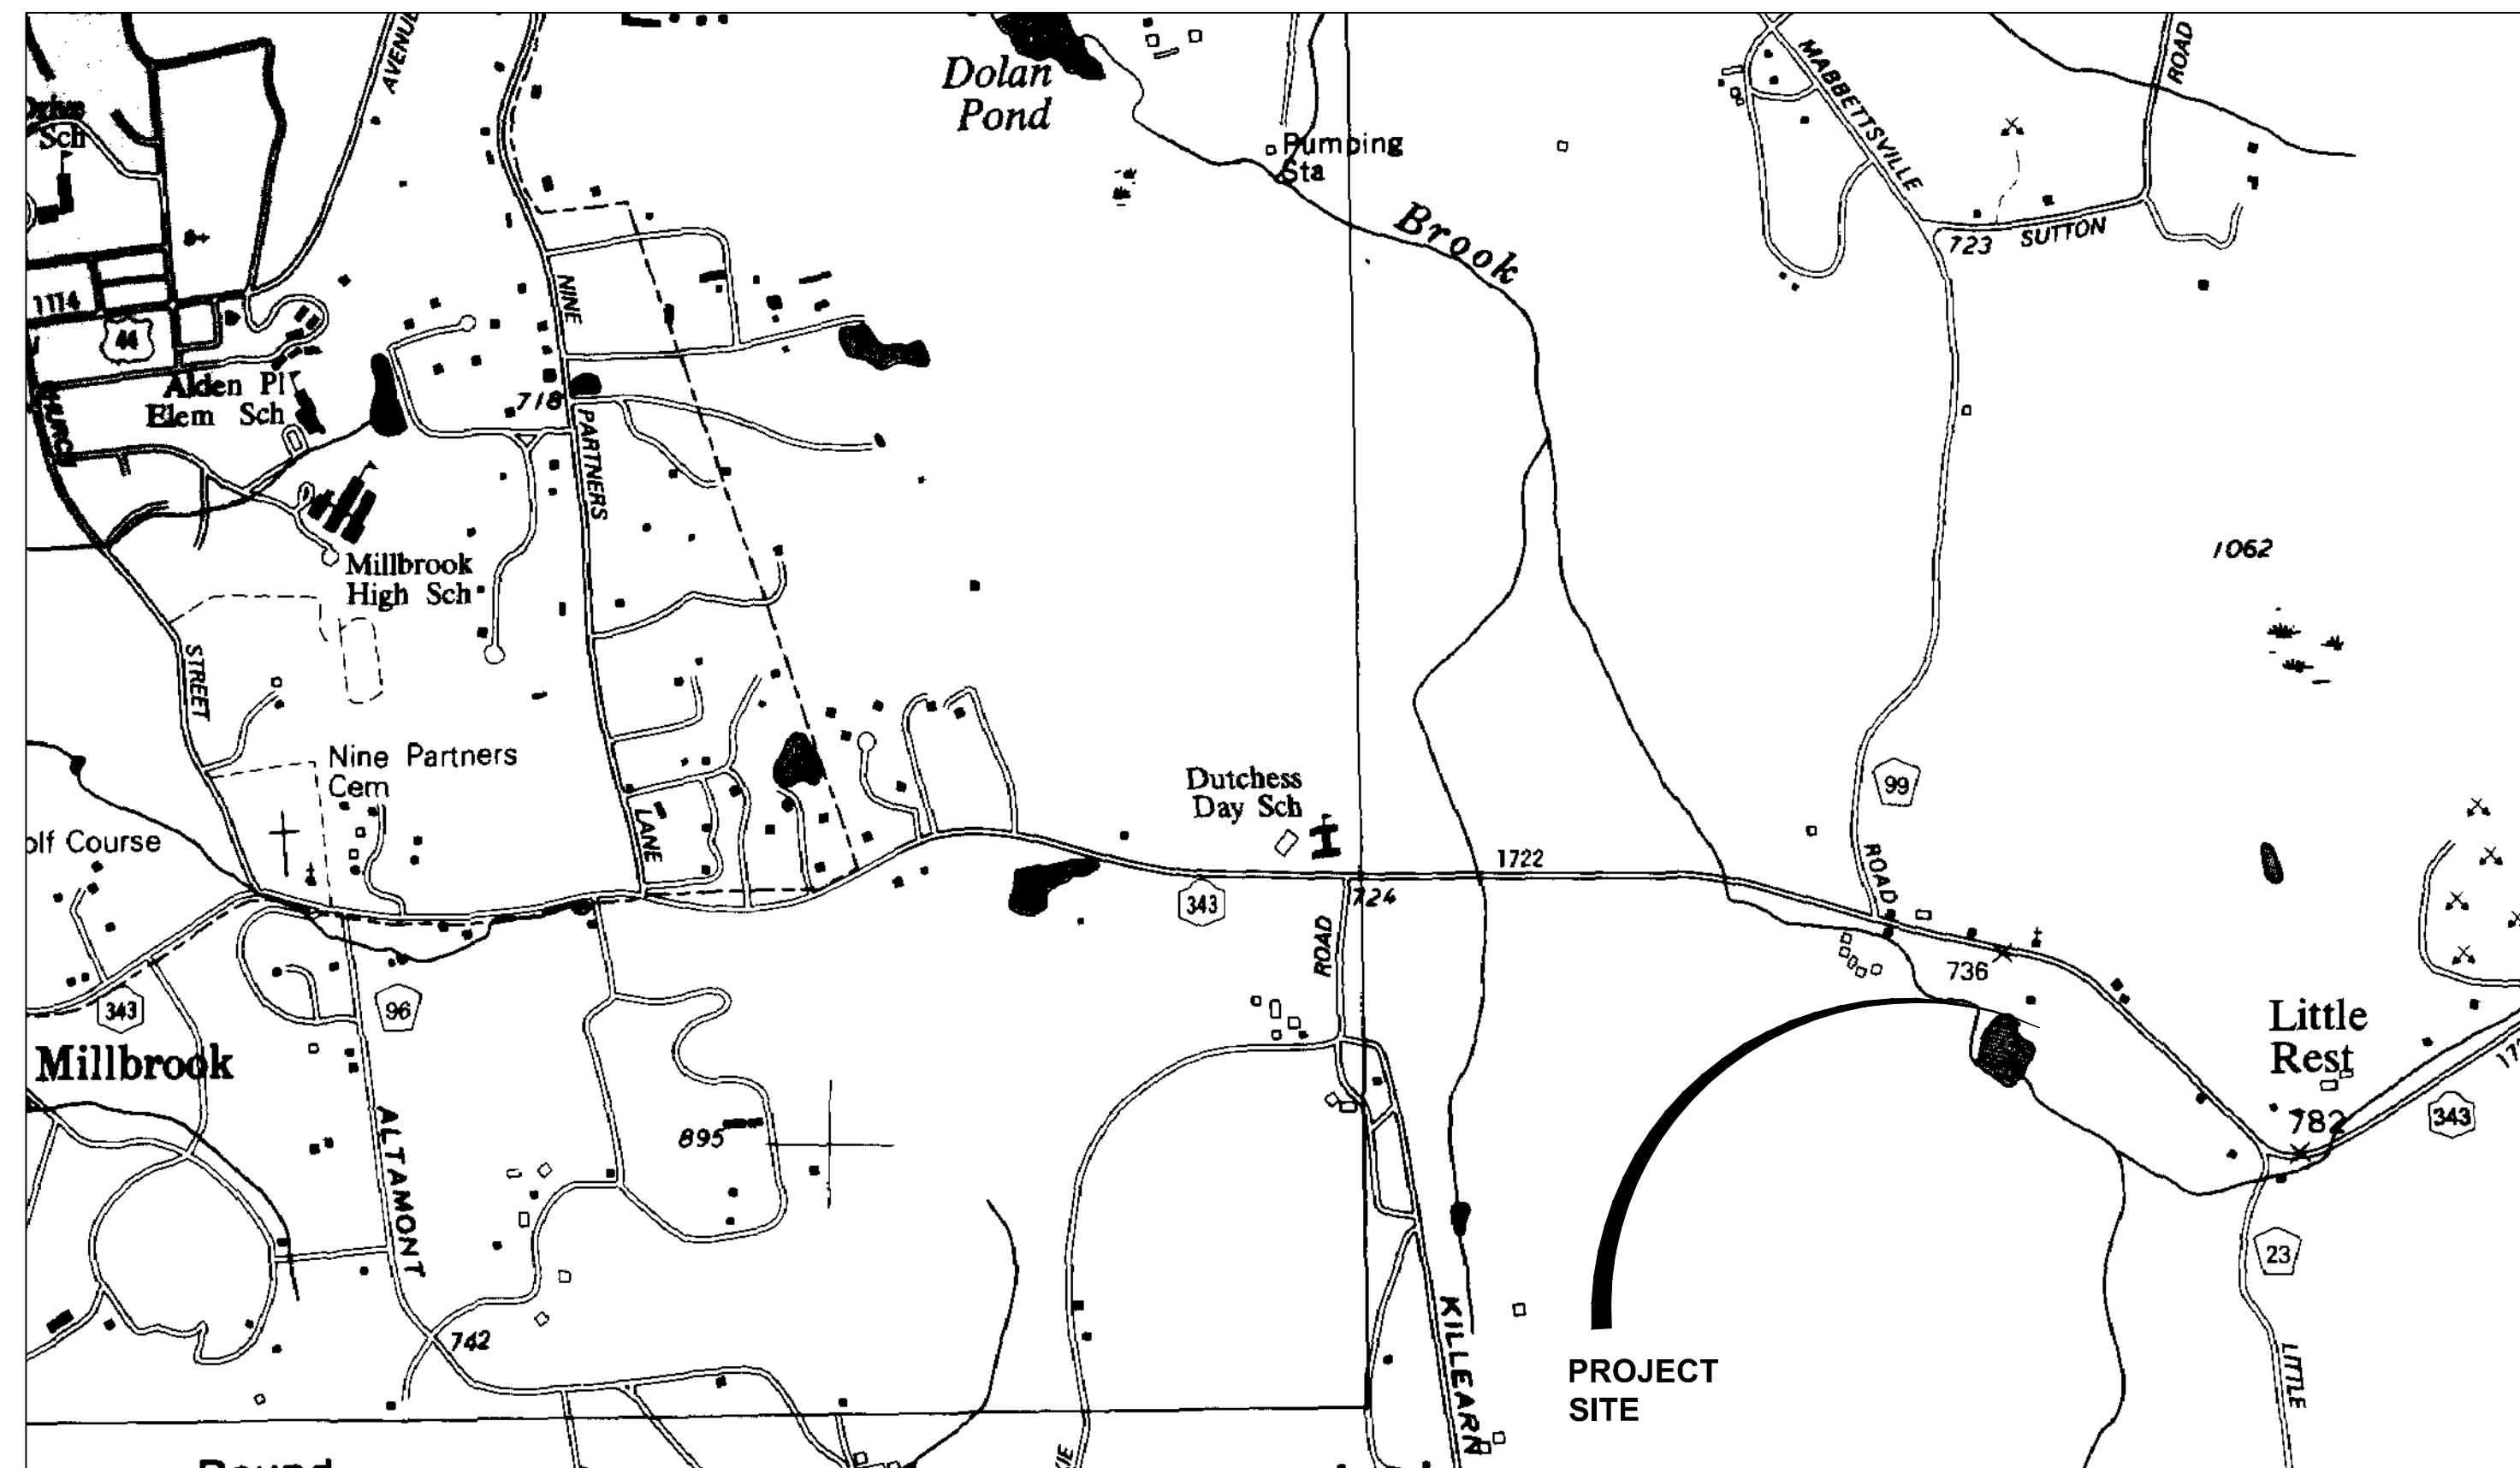 AVENUE
MABBETTSVILLE
ROAD
Dolan
Pond
Sch
Pumping
Sta
Brook
723
SUTTON
NINE
1114
44
Alden Pl
Elem Sch
718
CHURCH
PARTNERS
Millbrook
High Sch
1062
STREET
Nine Partners
Cem
Dutchess
Day Sch
99
LANE
olf Course
1722
ROAD
343
724
ROAD
736
343
96
Little
Rest
Millbrook
782
343
895
ALTAMONT
23
742
KILLEARN
PROJECT
SITE
LITTLE